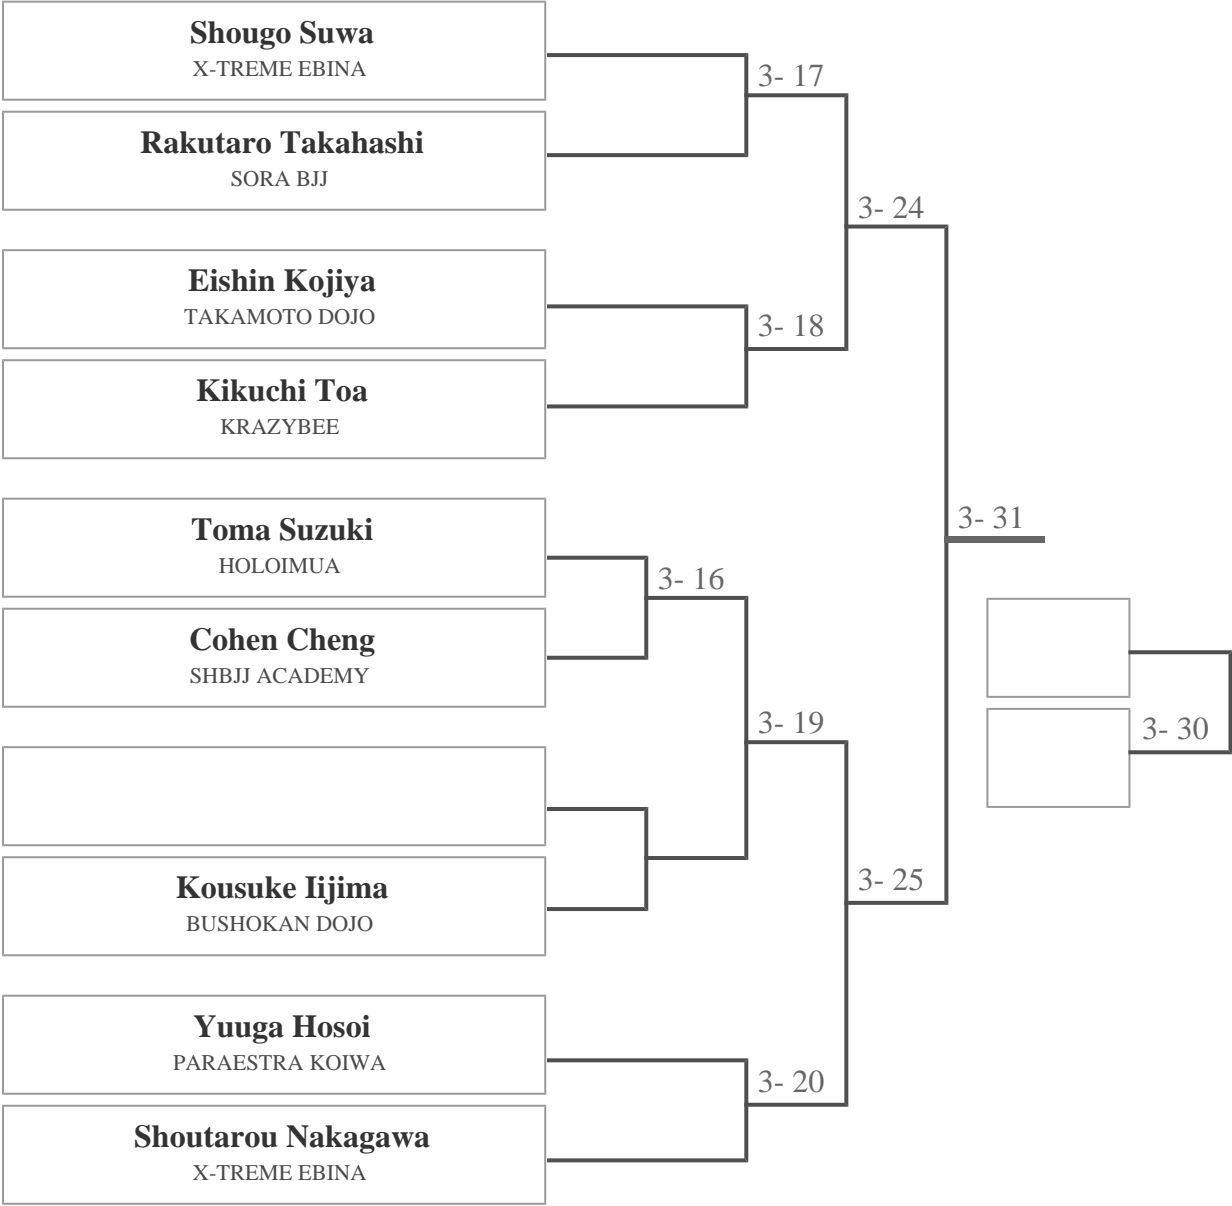 Shougo Suwa
X-TREME EBINA
3- 17
Rakutaro Takahashi
SORA BJJ
3- 24
Eishin Kojiya
TAKAMOTO DOJO
3- 18
Kikuchi Toa
KRAZYBEE
3- 31
Toma Suzuki
HOLOIMUA
3- 16
Cohen Cheng
SHBJJ ACADEMY
3- 19
3- 30
Kousuke Iijima
BUSHOKAN DOJO
3- 25
Yuuga Hosoi
PARAESTRA KOIWA
3- 20
Shoutarou Nakagawa
X-TREME EBINA